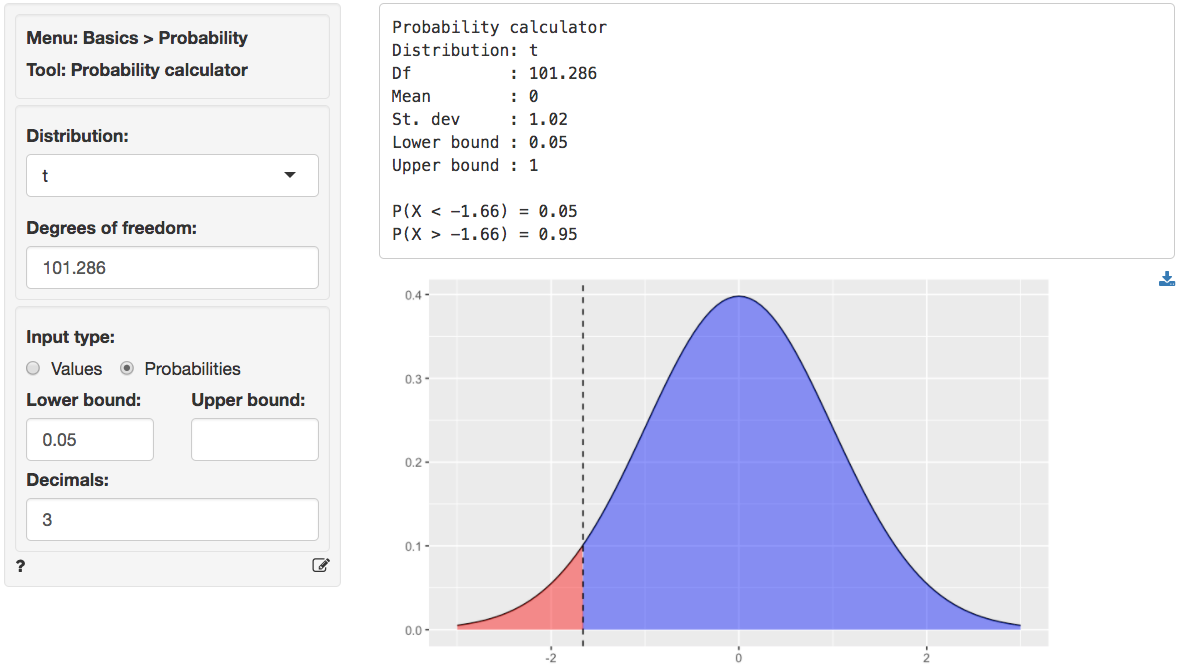 Menu: Basics > Probability
Tool: Probability calculator
Distribution:
t
Degrees of freedom:
101.286
Input type:
Values Probabilities
Lower bound: Upper bound:
0.05
Decimals:
3
?
Probability calculator
Distribution: t
Df           : 101.286
Mean         : 0
St. dev      : 1.02
Lower bound : 0.05
Upper bound : 1
P(X < −1.66) = 0.05
P(X > −1.66) = 0.95
0.4
0.3
0.2
0.1
0.0
-2 0 2